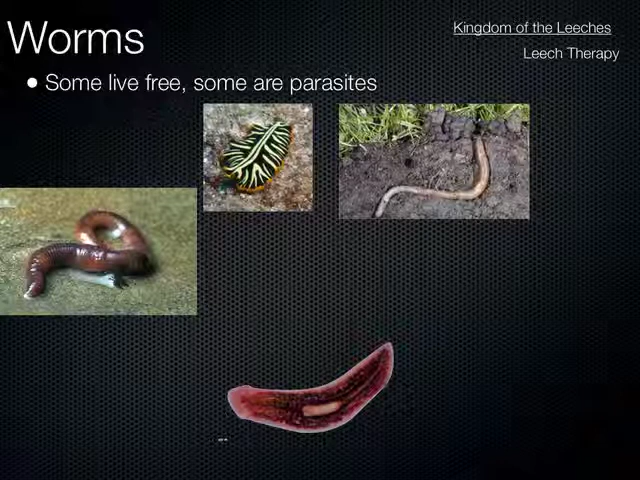 Worms
Kingdom of the Leeches
Leech Therapy
• Some live free, some are parasites